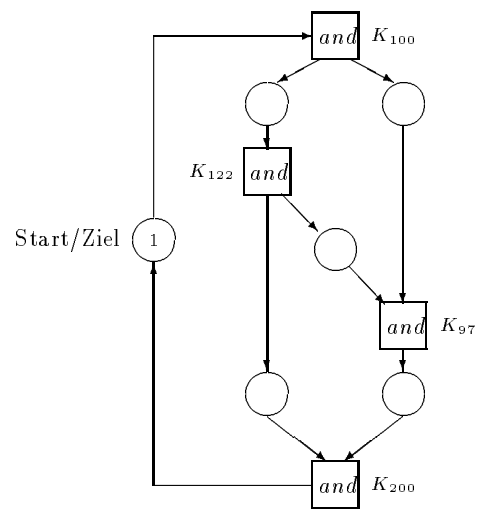 and K₁₀₀
K₁₂₂ and
Start/Ziel 1
and K₉₇
and K₂₀₀